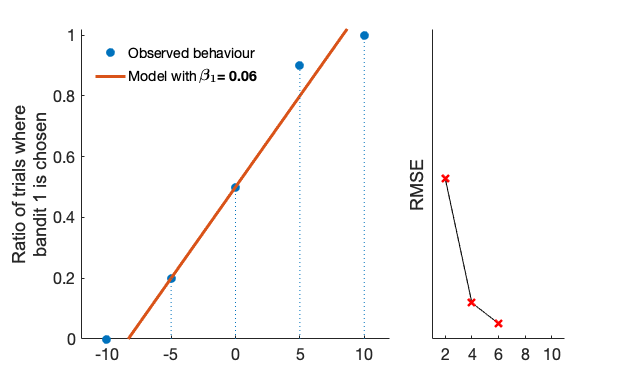 Observed behaviour
Model with β₁= 0.06
Ratio of trials where
bandit 1 is chosen
1
0.8
0.6
0.4
0.2
0
-10 -5 0 5 10
RMSE
2 4 6 8 10